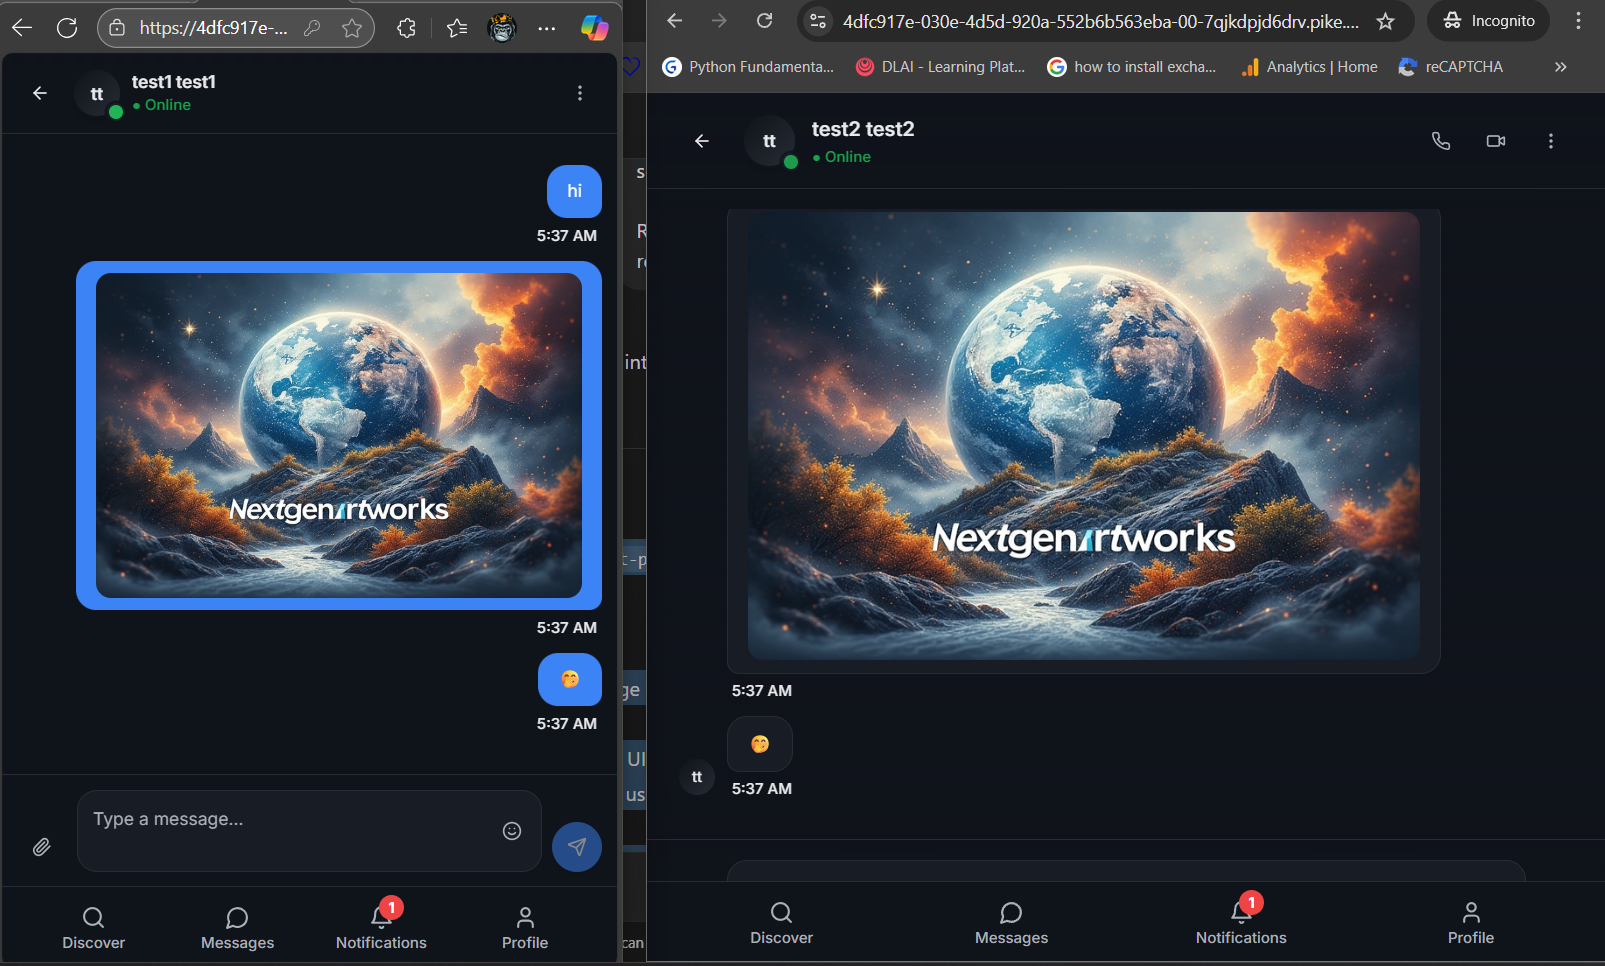 https://4dfc917e-...
test1 test1
tt
Online
hi
5:37 AM
Nextgenartworks
5:37 AM
5:37 AM
Type a message...
1
Discover
Messages
Notifications
Profile
s
R
re
int
t-p
ge
UI
us
can
4dfc917e-030e-4d5d-920a-552b6b563eba-00-7qjkdpjd6drv.pike....
Incognito
Python Fundamenta...
DLAI - Learning Plat...
how to install excha...
Analytics | Home
reCAPTCHA
test2 test2
tt
Online
Nextgenartworks
5:37 AM
tt
5:37 AM
1
Discover
Messages
Notifications
Profile